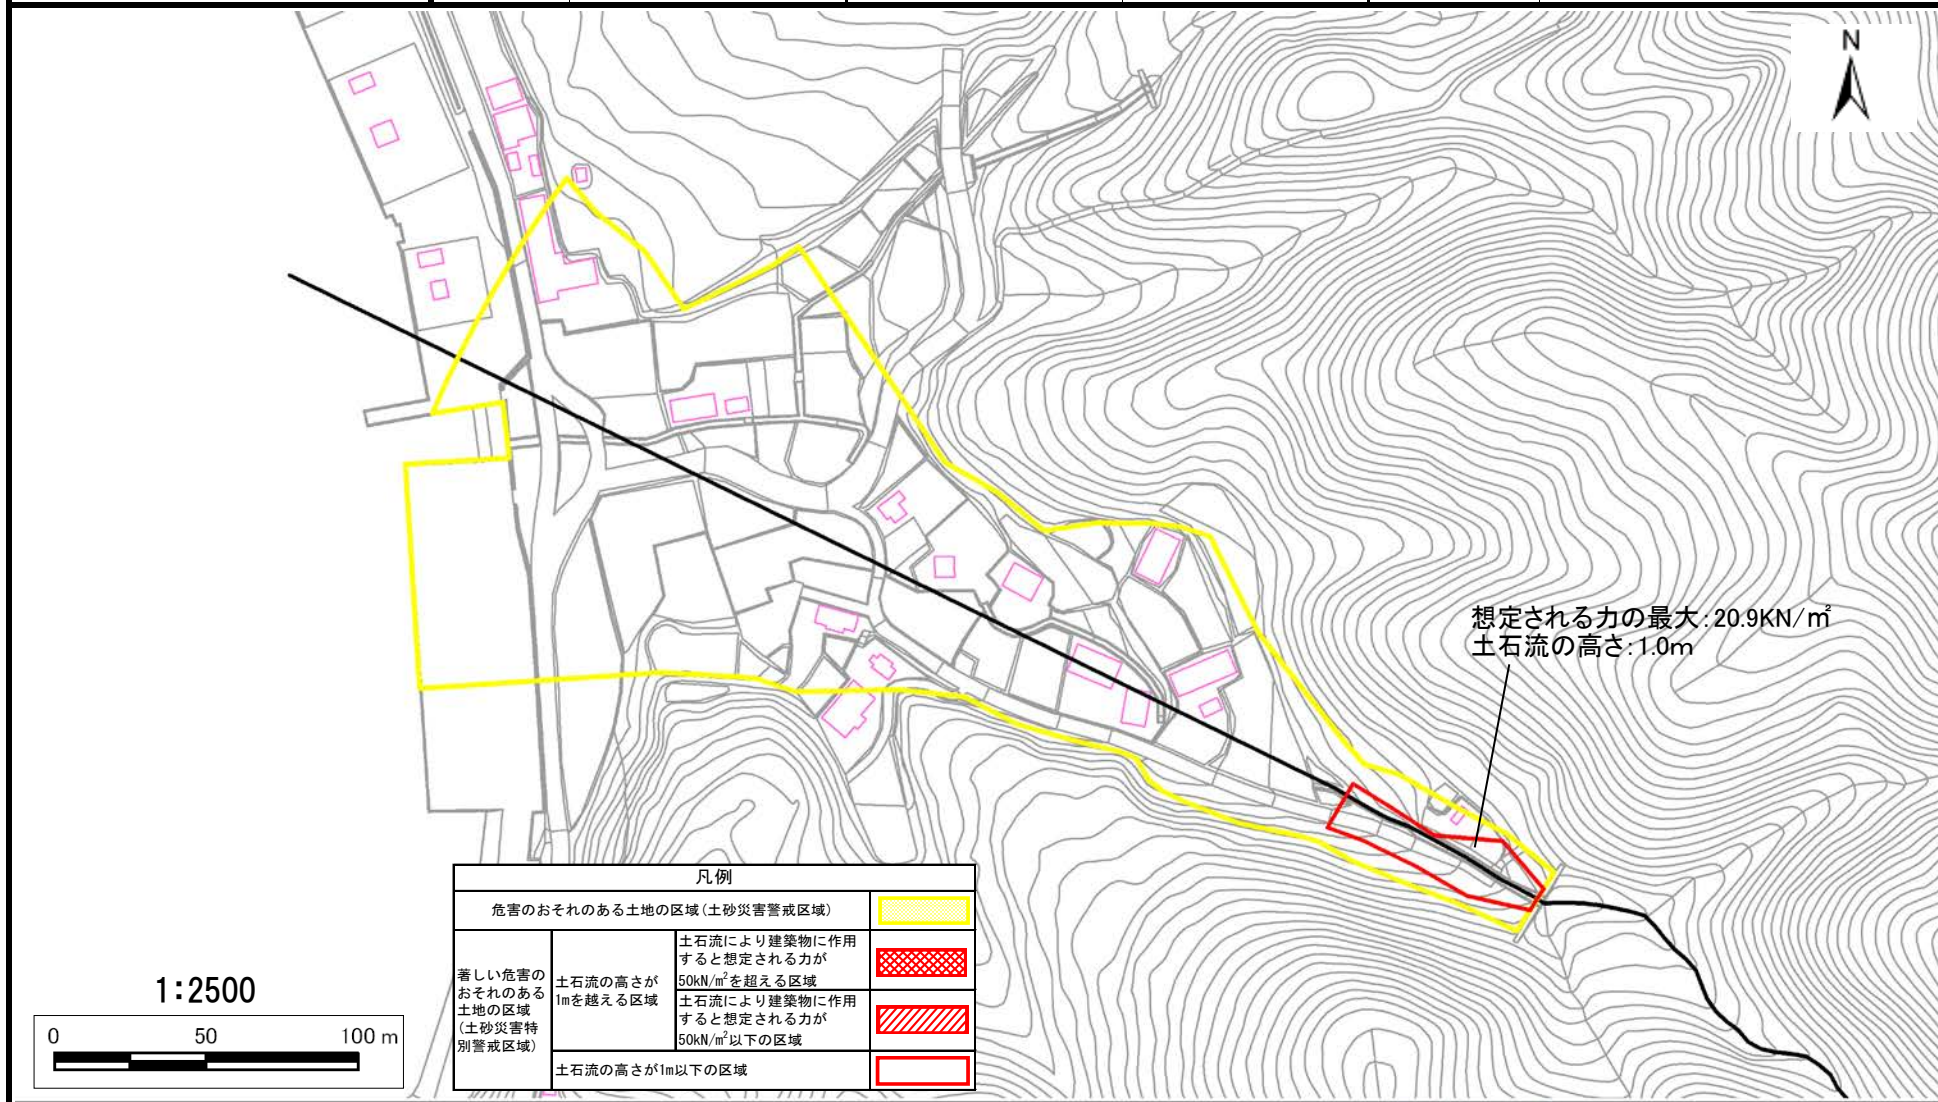 N
想定される力の最大:20.9KN/㎡
土石流の高さ:1.0m
凡例
危害のおそれのある土地の区域(土砂災害警戒区域)
著しい危害の
おそれのある
土地の区域
(土砂災害特
別警戒区域)
土石流の高さが
1mを越える区域
土石流により建築物に作用
すると想定される力が
50kN/m²を超える区域
土石流により建築物に作用
すると想定される力が
50kN/m²以下の区域
土石流の高さが1m以下の区域
1:2500
0 50 100 m